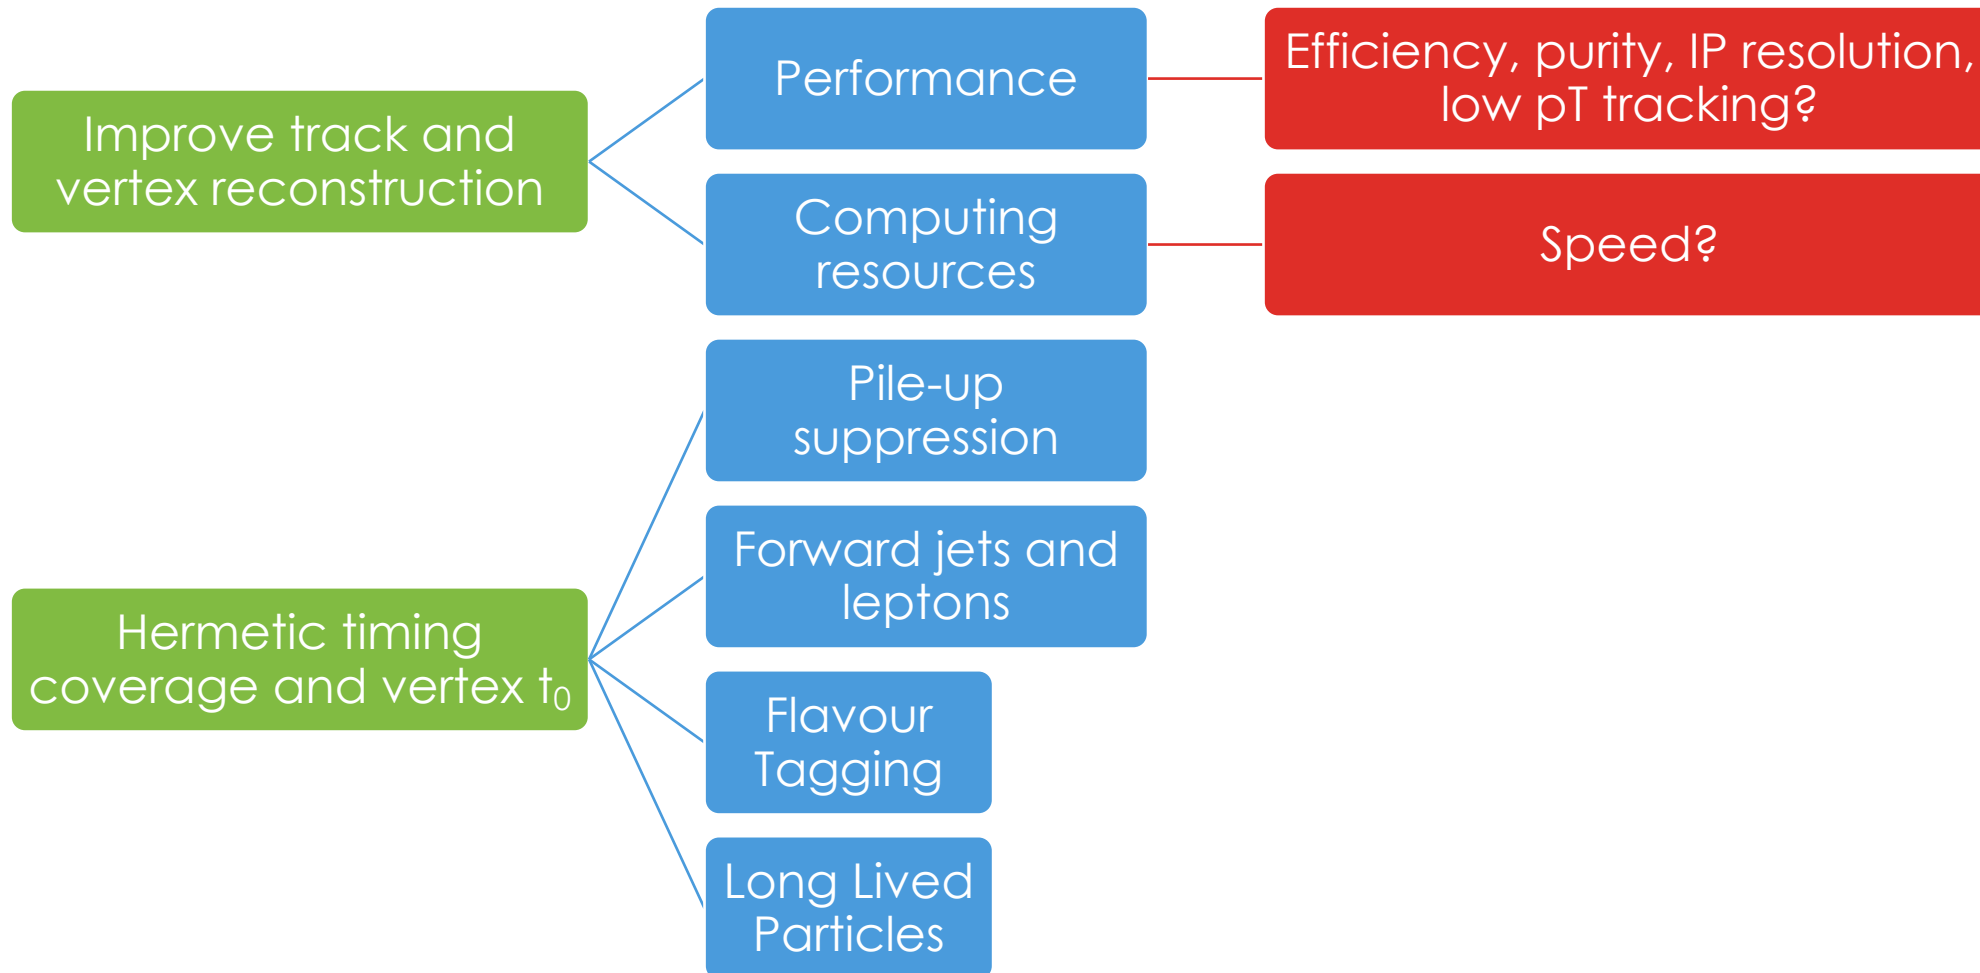 Improve track and
vertex reconstruction
Performance
Efficiency, purity, IP resolution,
low pT tracking?
Computing
resources
Speed?
Hermetic timing
coverage and vertex t₀
Pile-up
suppression
Forward jets and
leptons
Flavour
Tagging
Long Lived
Particles